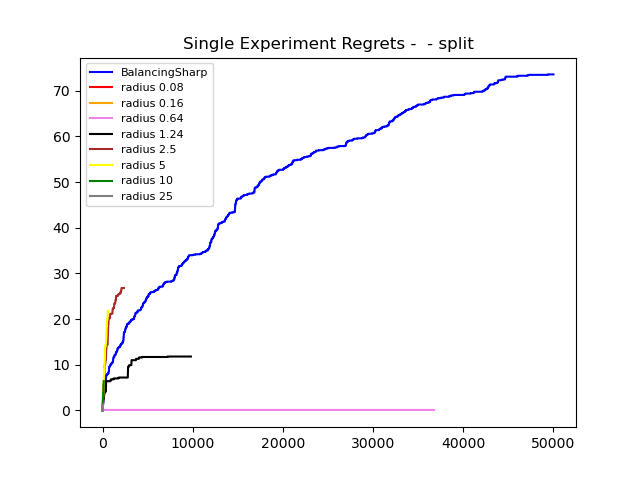 Single Experiment Regrets -  - split
BalancingSharp
radius 0.08
radius 0.16
radius 0.64
radius 1.24
radius 2.5
radius 5
radius 10
radius 25
70
60
50
40
30
20
10
0
0 10000 20000 30000 40000 50000